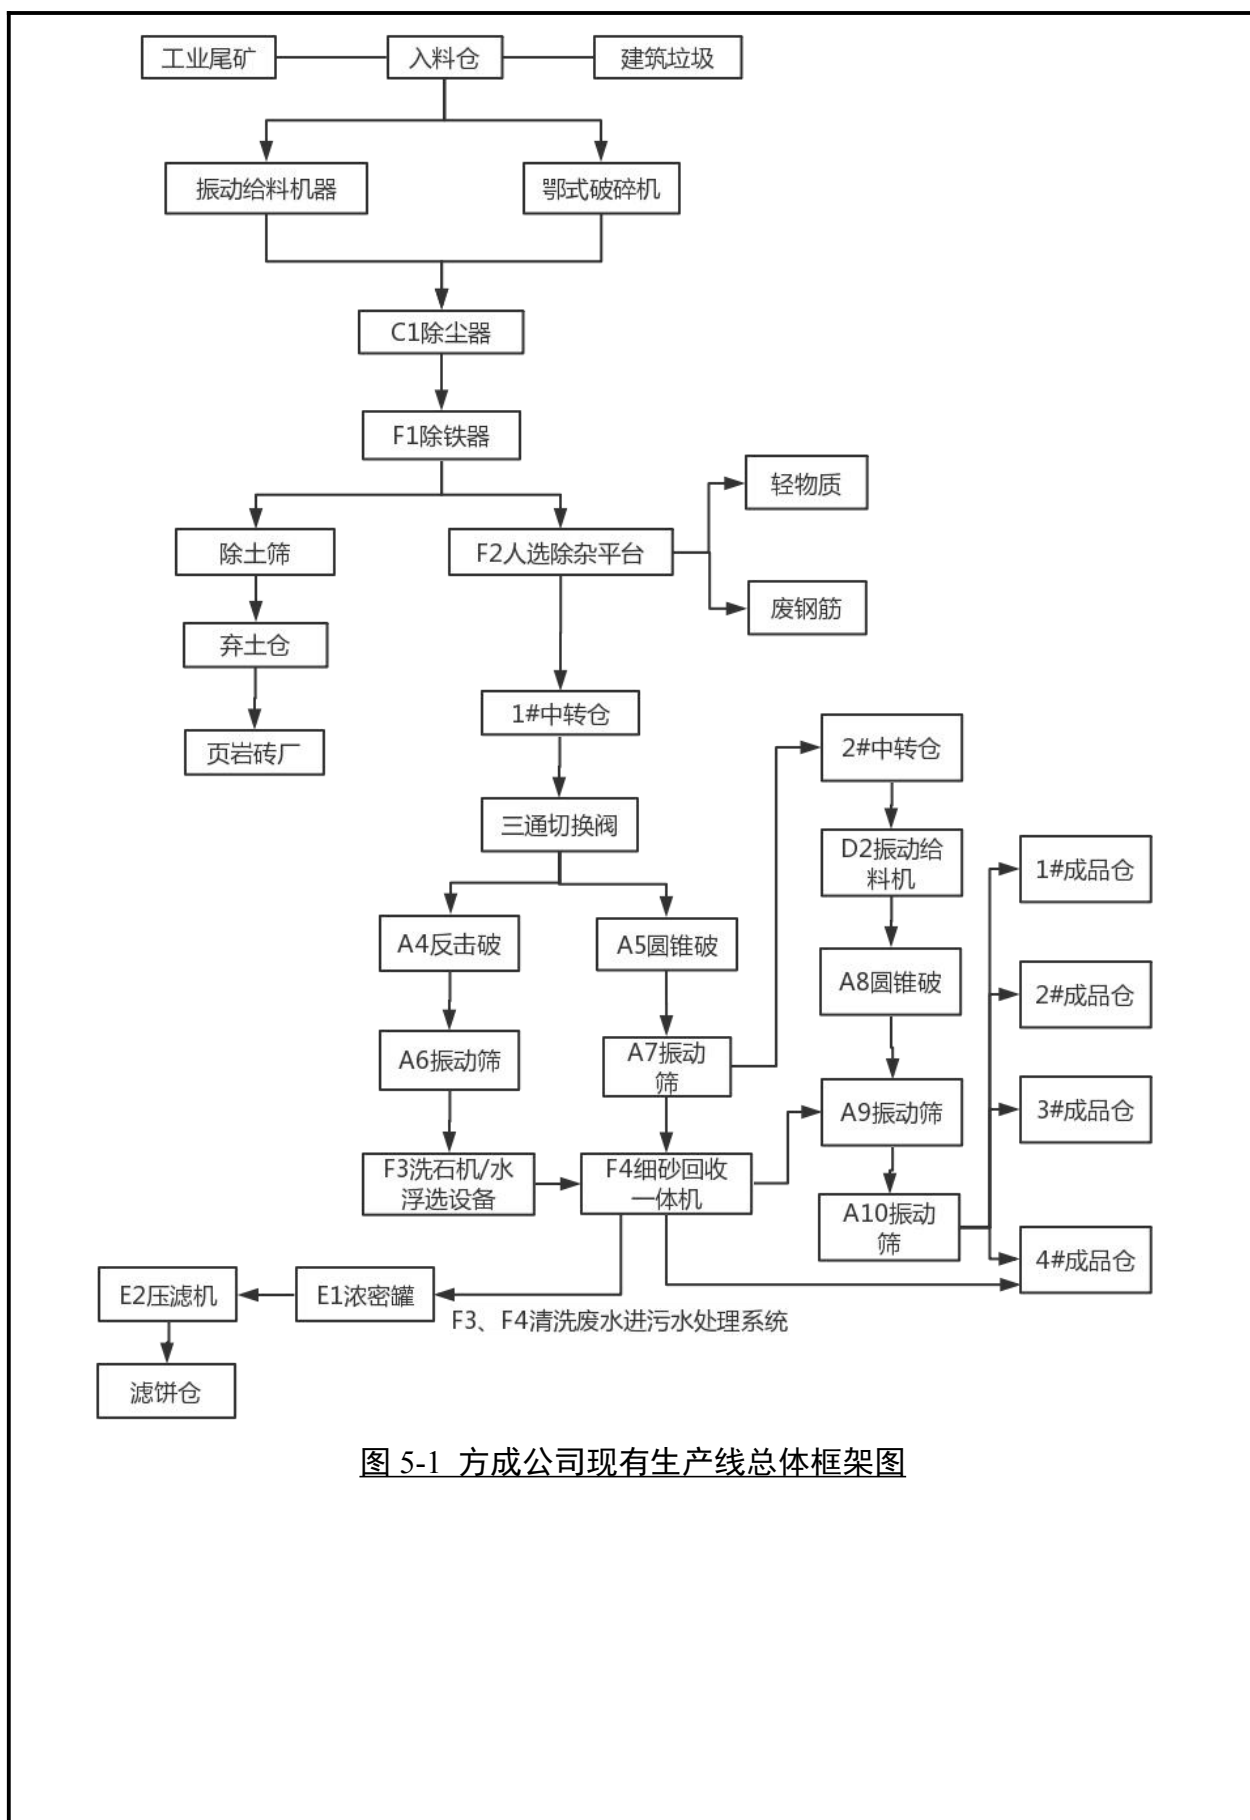 工业尾矿
入料仓
建筑垃圾
振动给料机器
鄂式破碎机
C1除尘器
F1除铁器
轻物质
除土筛
F2人选除杂平台
废钢筋
弃土仓
1#中转仓
2#中转仓
页岩砖厂
三通切换阀
D2振动给
料机
1#成品仓
A4反击破
A5圆锥破
A8圆锥破
2#成品仓
A6振动筛
A7振动
筛
A9振动筛
3#成品仓
F3洗石机/水
浮选设备
F4细砂回收
一体机
A10振动
筛
4#成品仓
E2压滤机
E1浓密罐
F3、F4清洗废水进污水处理系统
滤饼仓
图 5-1 方成公司现有生产线总体框架图